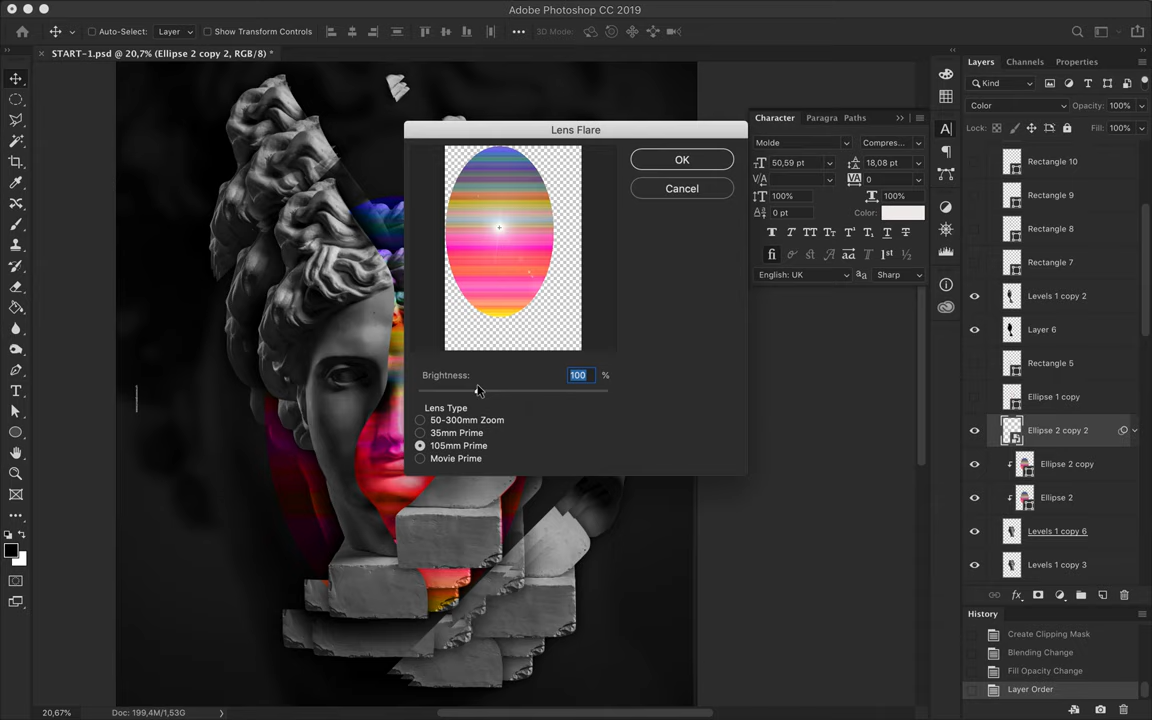 Adobe Photoshop CC 2019
Auto-Select: Layer Show Transform Controls 3D Mode:
START-1.psd @ 20,7% (Ellipse 2 copy 2, RGB/8) *
Lens Flare
OK
Cancel
Brightness: 100 %
Lens Type
50-300mm Zoom
35mm Prime
105mm Prime
Movie Prime
Character Paragra Paths
Molde Compres...
50,59 pt 18,08 pt
0
100% 100%
0 pt Color:
English: UK Sharp
Layers Channels Properties
Kind
Color Opacity: 100%
Lock: Fill: 100%
Rectangle 10
Rectangle 9
Rectangle 8
Rectangle 7
Levels 1 copy 2
Layer 6
Rectangle 5
Ellipse 1 copy
Ellipse 2 copy 2
Ellipse 2 copy
Ellipse 2
Levels 1 copy 6
Levels 1 copy 3
History
Create Clipping Mask
Blending Change
Fill Opacity Change
Layer Order
20,67% Doc: 199,4M/1,53G